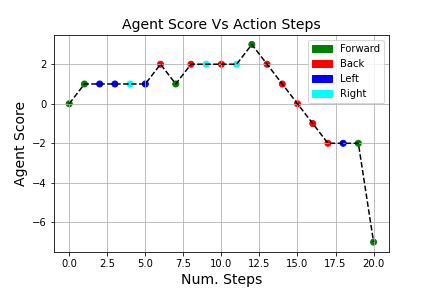 Agent Score Vs Action Steps
Forward
Back
Left
Right
Agent Score
2
0
−2
−4
−6
0.0 2.5 5.0 7.5 10.0 12.5 15.0 17.5 20.0
Num. Steps